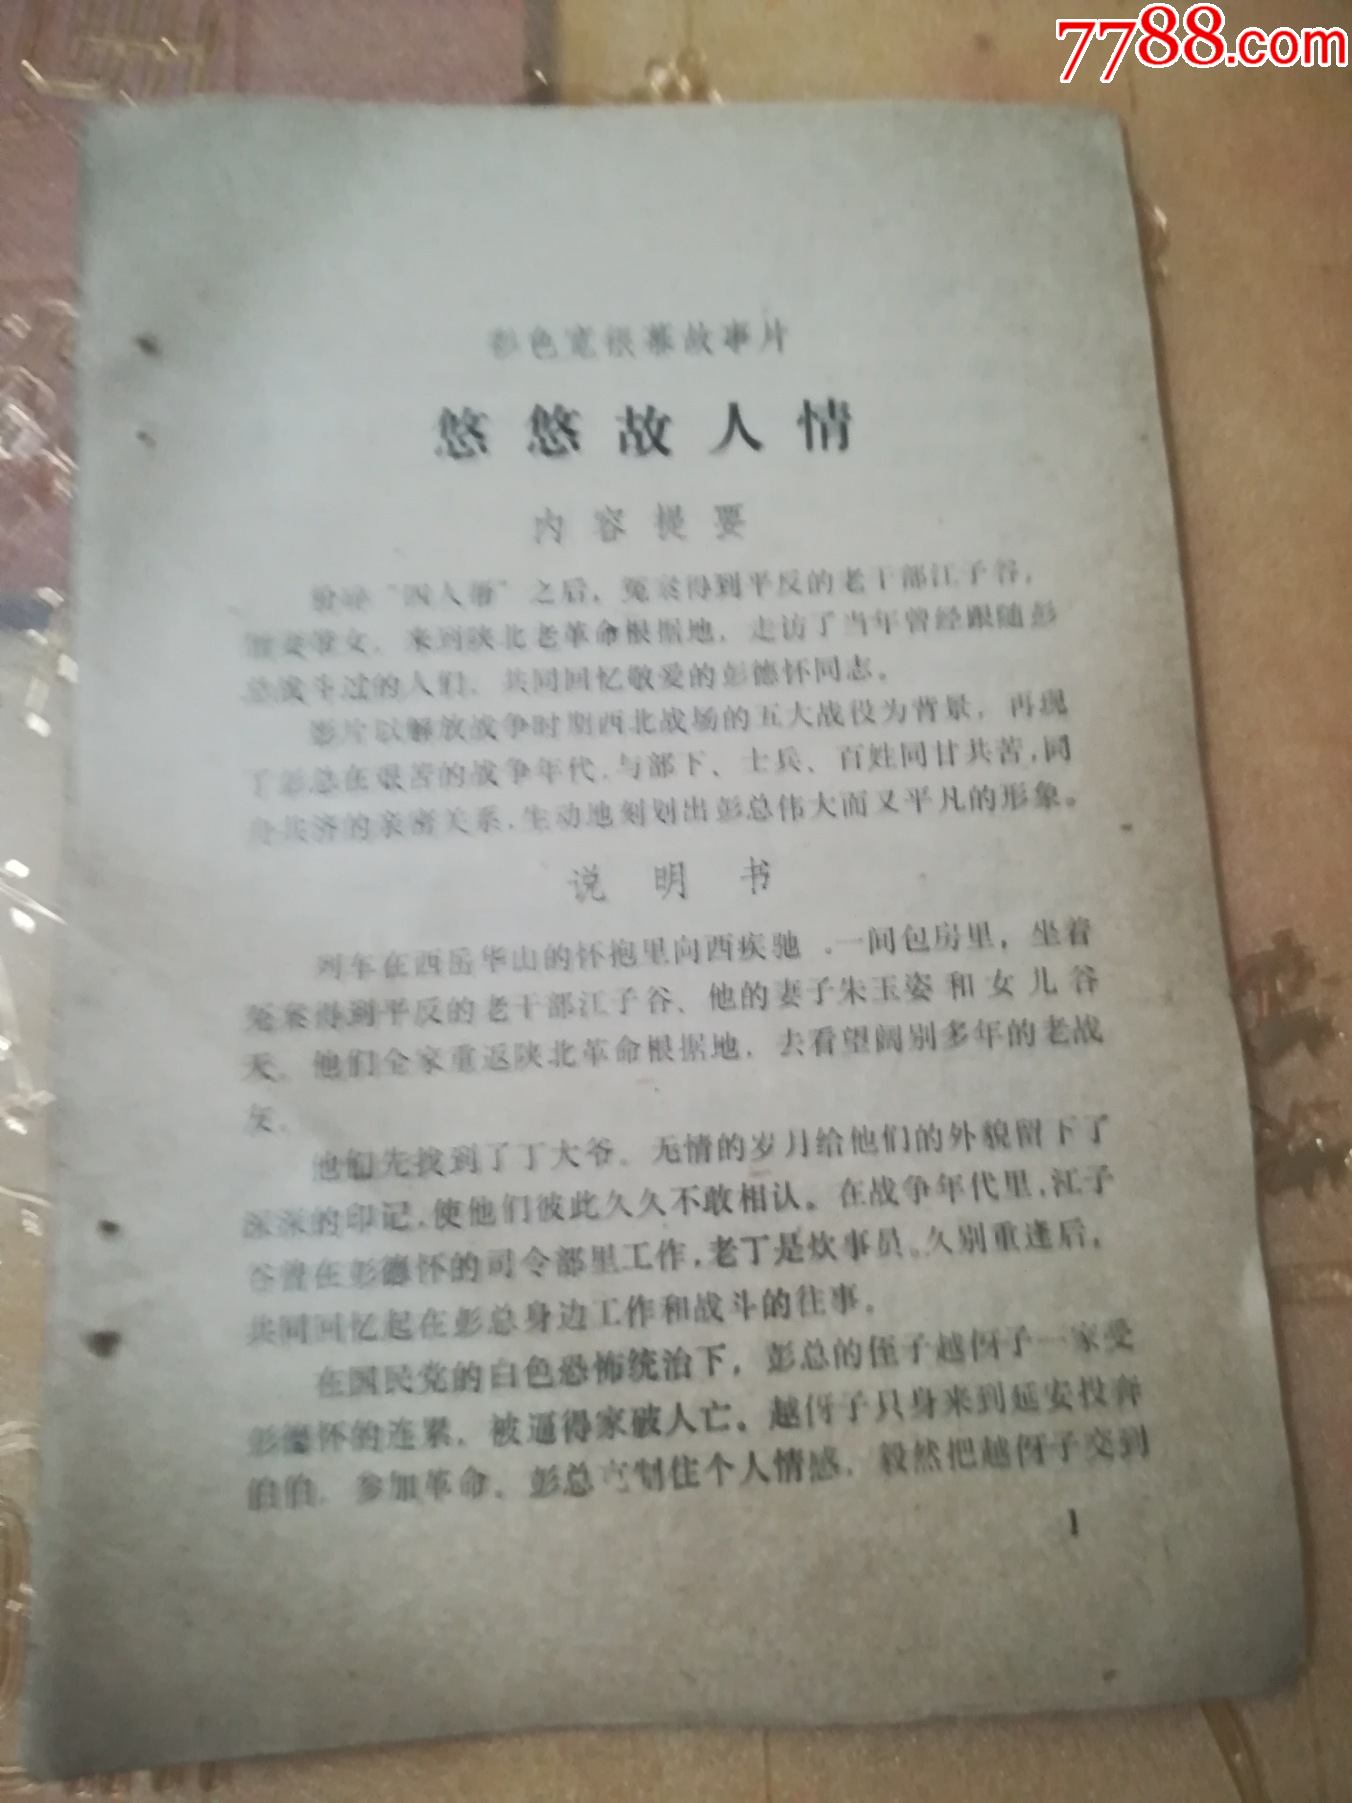 7788.com
彩色宽银幕故事片
悠悠故人情
内容提要
粉碎“四人帮”之后，冤案得到平反的老干部江子谷，
，来到陕北老革命根据地，走访了当年曾经跟随彭
总战斗过的人们，共同回忆敬爱的彭德怀同志。
影片以解放战争时期西北战场的五大战役为背景，再现
了彭总在艰苦的战争年代，与部下、士兵、百姓同甘共苦，同
舟共济的亲密关系，生动地刻划出彭总伟大而又平凡的形象。
说明书
列车在西岳华山的怀抱里向西疾驰。一间包房里，坐着
冤案得到平反的老干部江子谷、他的妻子朱玉姿和女儿谷
天。他们全家重返陕北革命根据地，去看望阔别多年的老战
友。
他们先找到了丁大爷。无情的岁月给他们的外貌留下了
深深的印记，使他们彼此久久不敢相认。在战争年代里，江子
谷曾在彭德怀的司令部里工作，老丁是炊事员。久别重逢后，
共同回忆起在彭总身边工作和战斗的往事。
在国民党的白色恐怖统治下，彭总的侄子越伢子一家受
彭德怀的连累，被逼得家破人亡。越伢子只身来到延安投奔
伯伯，参加革命。彭总克制住个人情感，毅然把越伢子交到
1